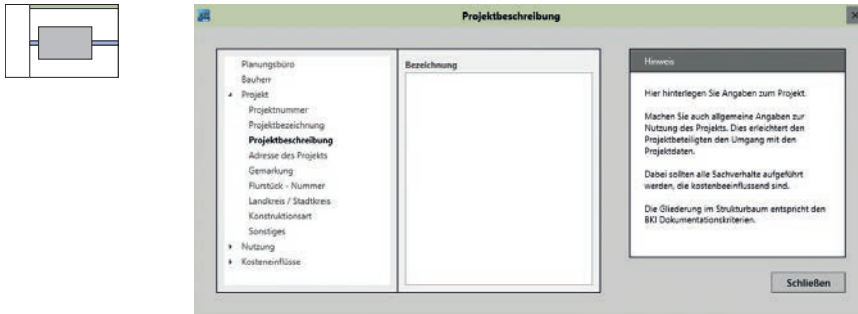 Projektbeschreibung
Planungsbüro
Bauherr
Projekt
Projektnummer
Projektbezeichnung
Projektbeschreibung
Adresse des Projekts
Gemarkung
Flurstück - Nummer
Landkreis / Stadtkreis
Konstruktionsart
Sonstiges
Nutzung
Kosteneinflüsse
Bezeichnung
Hinweis
Hier hinterlegen Sie Angaben zum Projekt.
Machen Sie auch allgemeine Angaben zur
Nutzung des Projekts. Dies erleichtert den
Projektbeteiligten den Umgang mit den
Projektdaten.
Dabei sollten alle Sachverhalte aufgeführt
werden, die kostenbeeinflussend sind.
Die Gliederung im Strukturbaum entspricht den
BKI Dokumentationskriterien.
Schließen